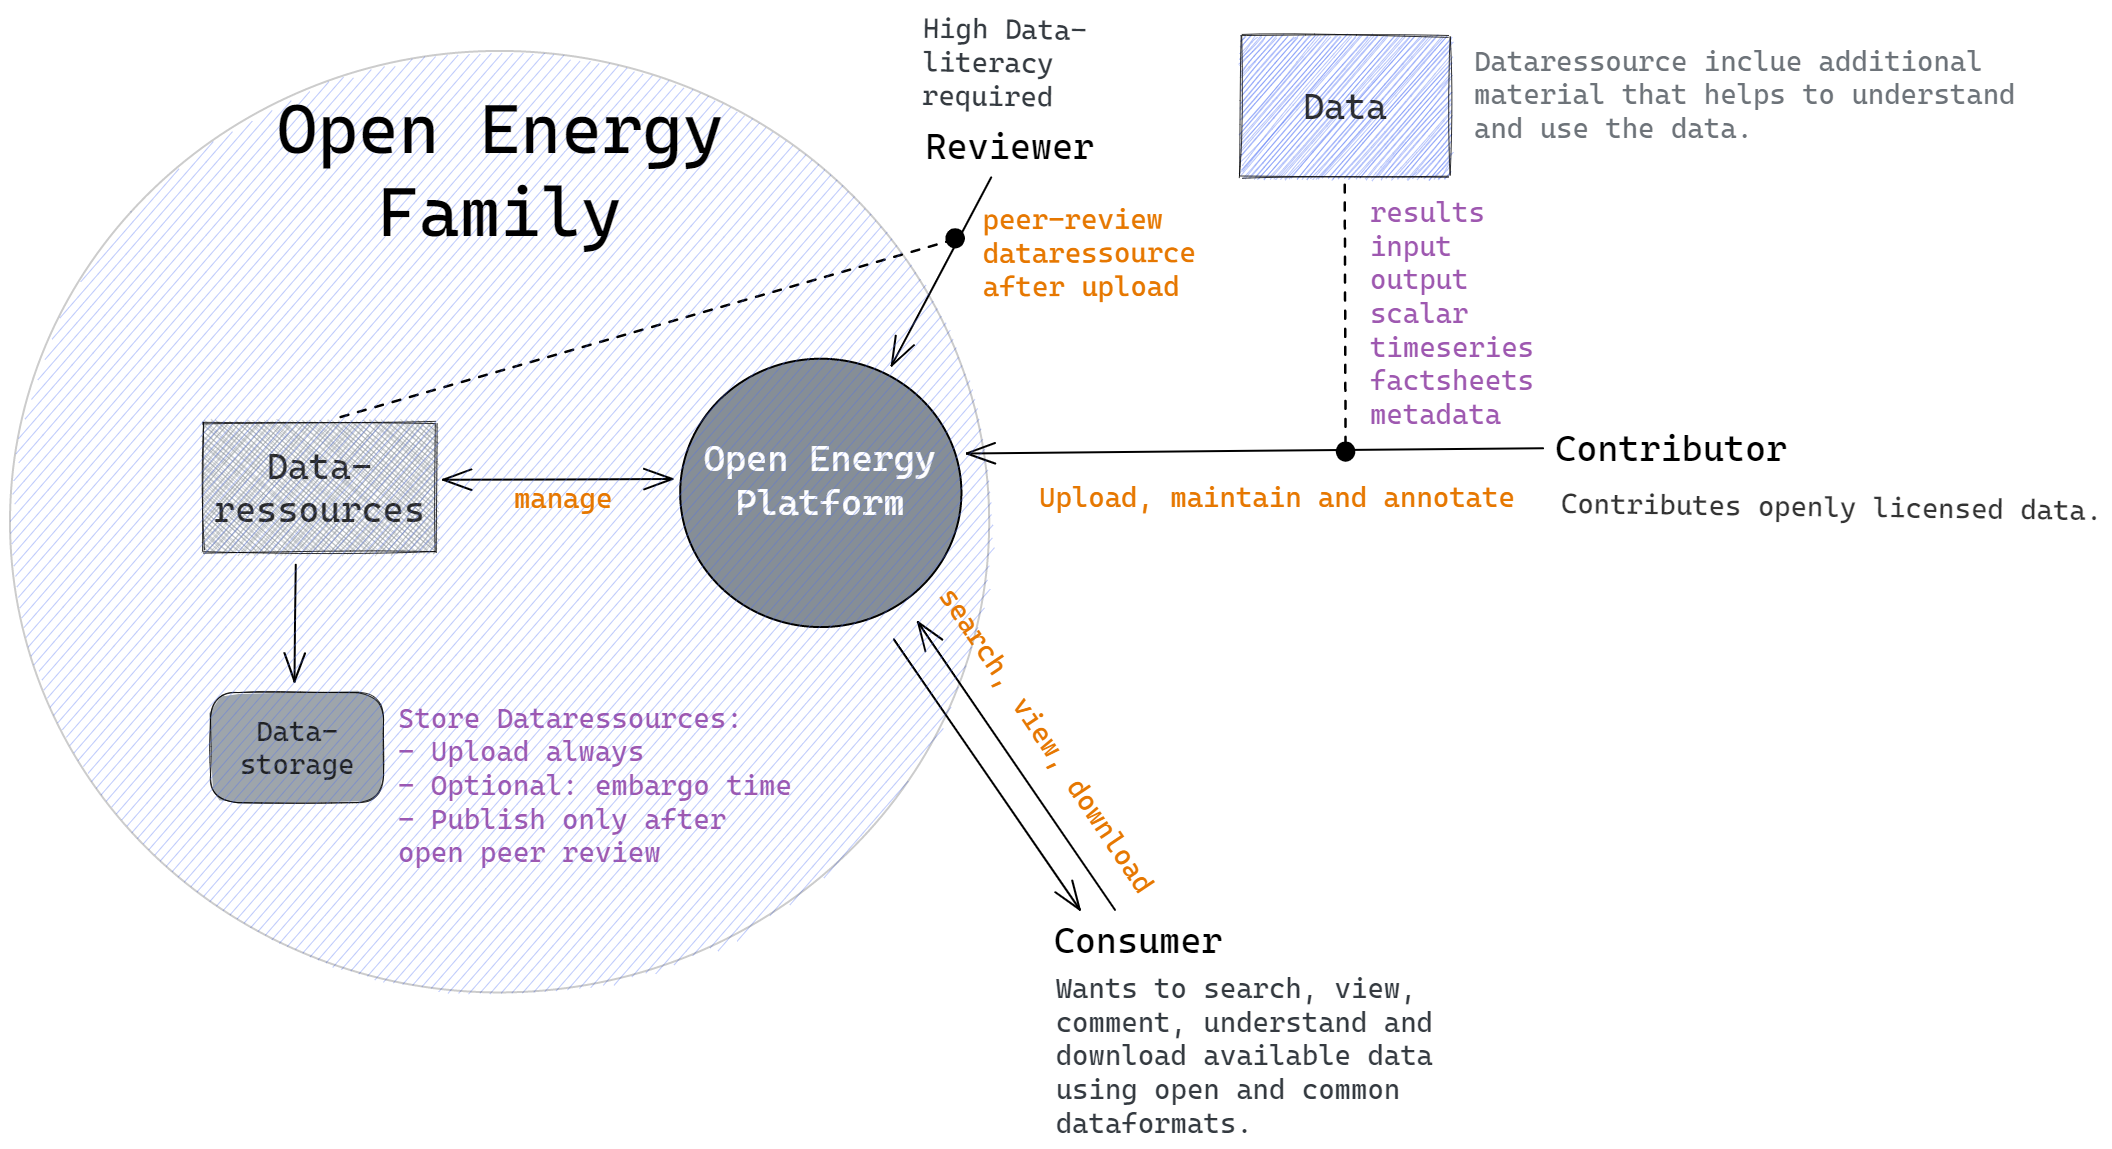 Open Energy
Family
High Data-
literacy
required
Reviewer
peer-review
dataressource
after upload
Data
Dataressource inclue additional
material that helps to understand
and use the data.
results
input
output
scalar
timeseries
factsheets
metadata
Contributor
Contributes openly licensed data.
Upload, maintain and annotate
Open Energy
Platform
manage
Data-
ressources
Data-
storage
Store Dataressources:
- Upload always
- Optional: embargo time
- Publish only after
open peer review
search, view, download
Consumer
Wants to search, view,
comment, understand and
download available data
using open and common
dataformats.